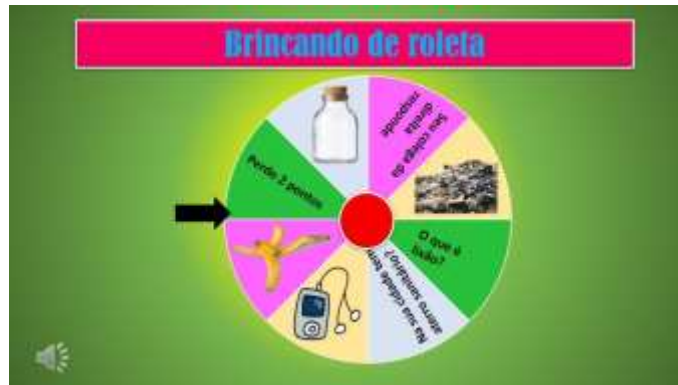 Brincando de roleta
Seu colega da
direita
responde
Perde 2 pontos
O que é
lixão?
Na sua cidade tem
aterro sanitário?